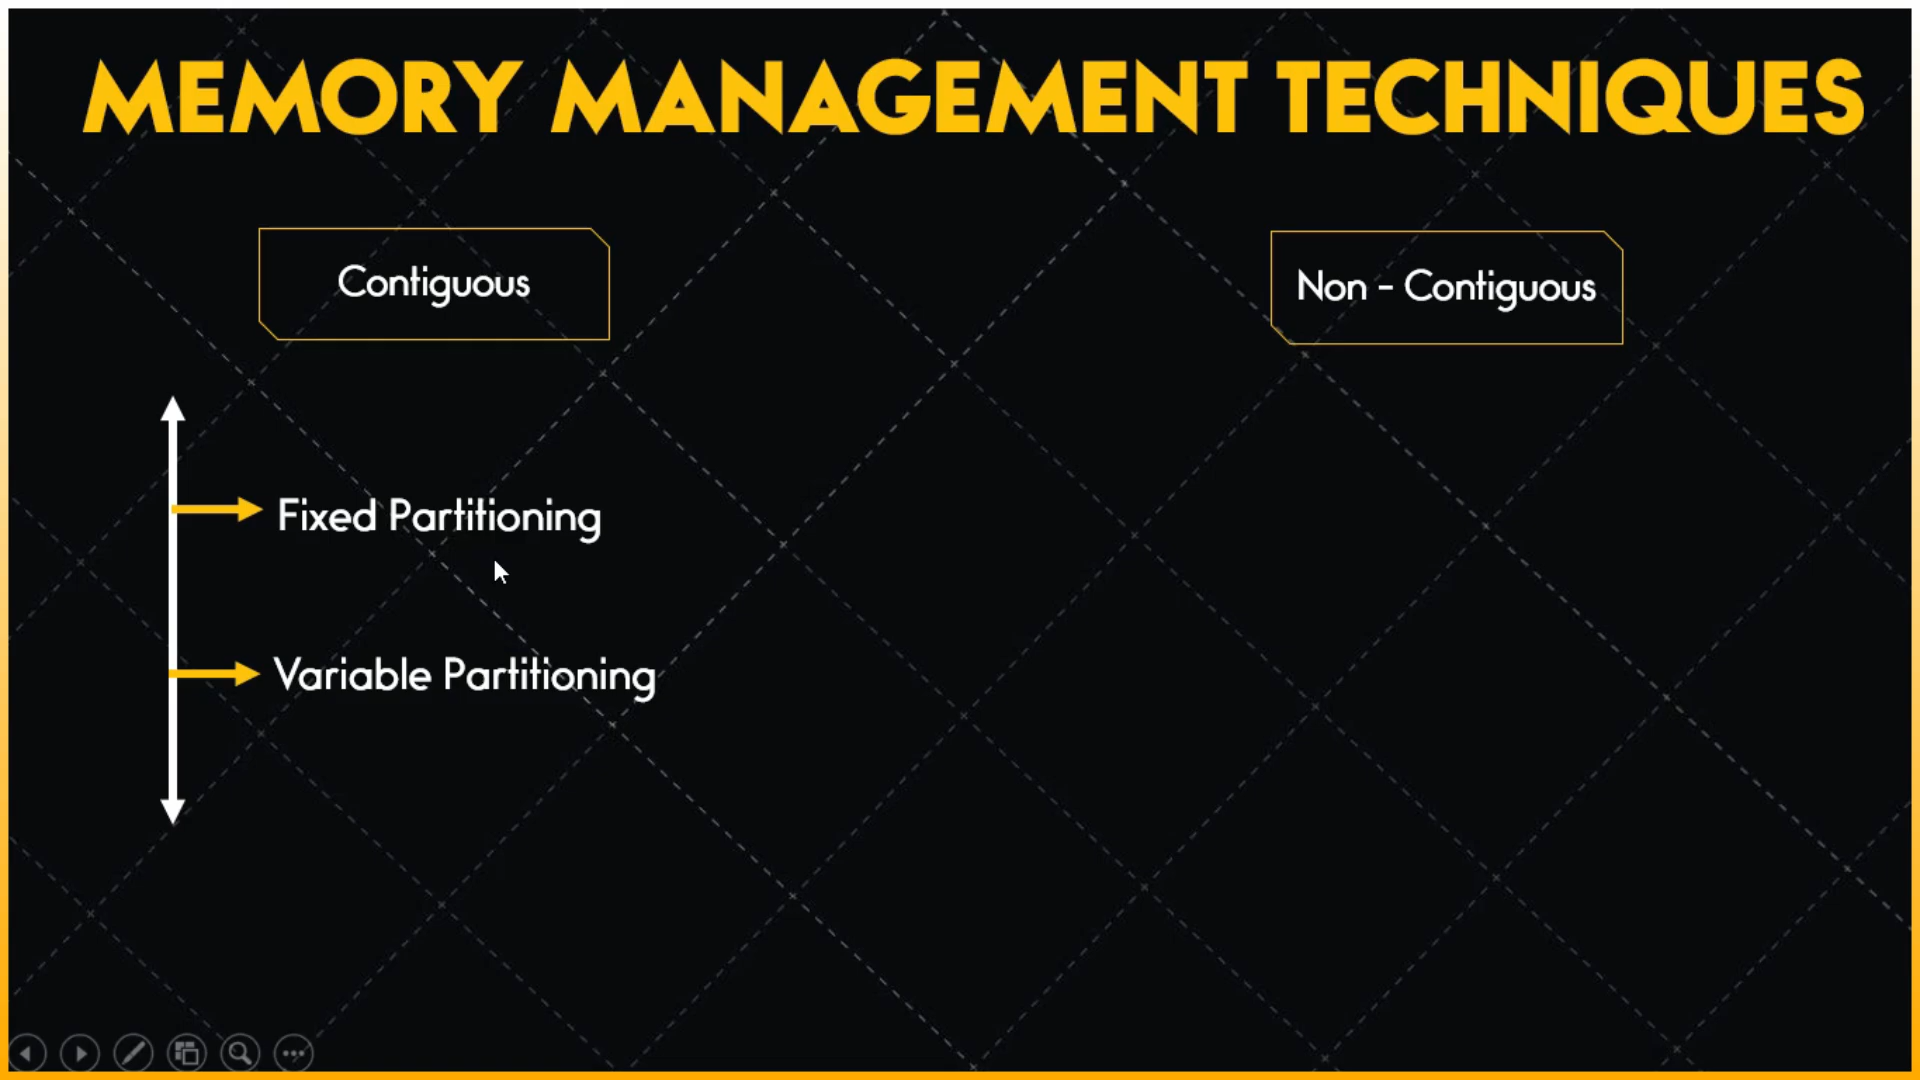 MEMORY MANAGEMENT TECHNIQUES
Contiguous
Non - Contiguous
Fixed Partitioning
Variable Partitioning